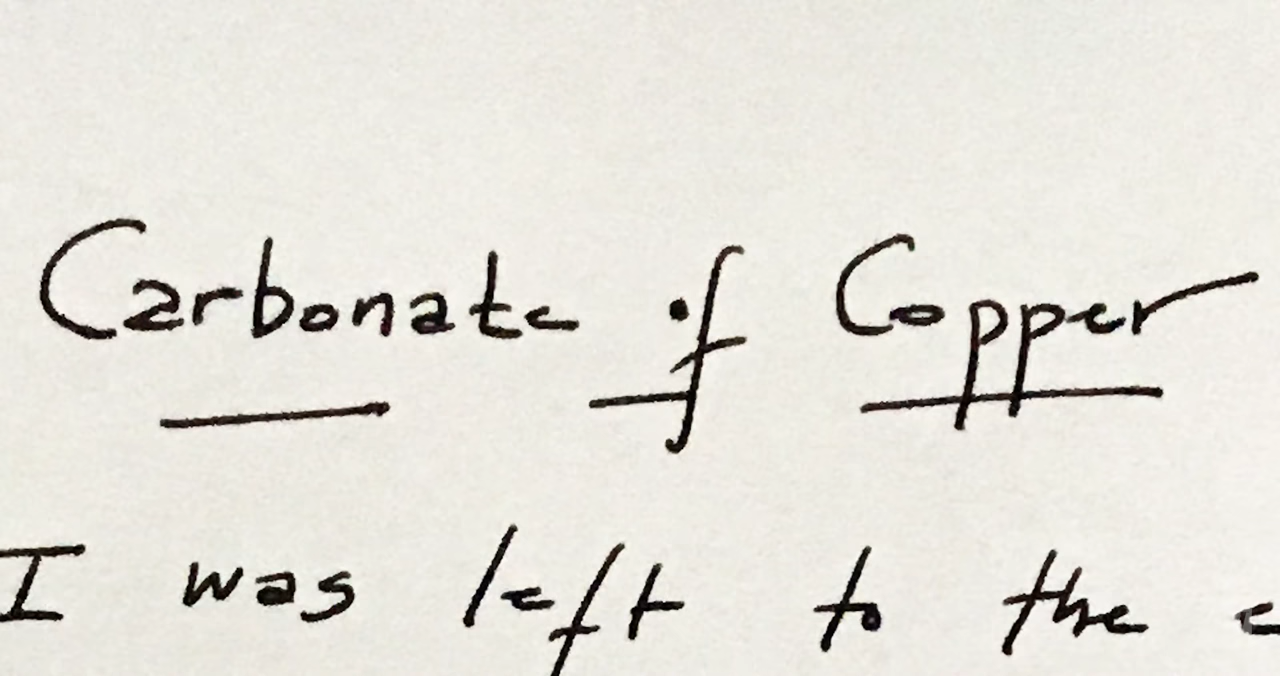 Carbonate of Copper
I was left to the